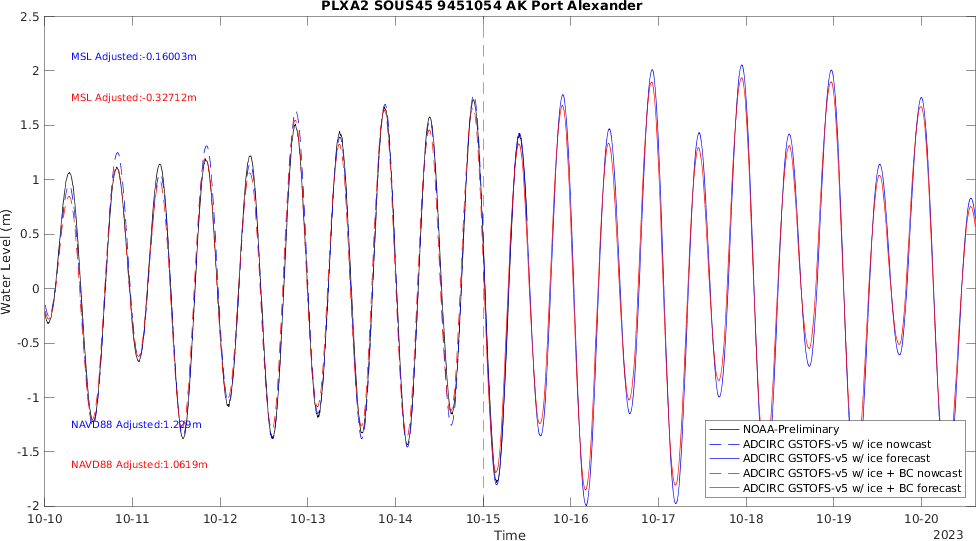 PLXA2 SOUS45 9451054 AK Port Alexander
2.5
2
1.5
1
0.5
0
-0.5
-1
-1.5
-2
Water Level (m)
MSL Adjusted:-0.16003m
MSL Adjusted:-0.32712m
NAVD88 Adjusted:1.229m
NAVD88 Adjusted:1.0619m
NOAA-Preliminary
ADCIRC GSTOFS-v5 w/ ice nowcast
ADCIRC GSTOFS-v5 w/ ice forecast
ADCIRC GSTOFS-v5 w/ ice + BC nowcast
ADCIRC GSTOFS-v5 w/ ice + BC forecast
10-10 10-11 10-12 10-13 10-14 10-15 10-16 10-17 10-18 10-19 10-20
Time
2023